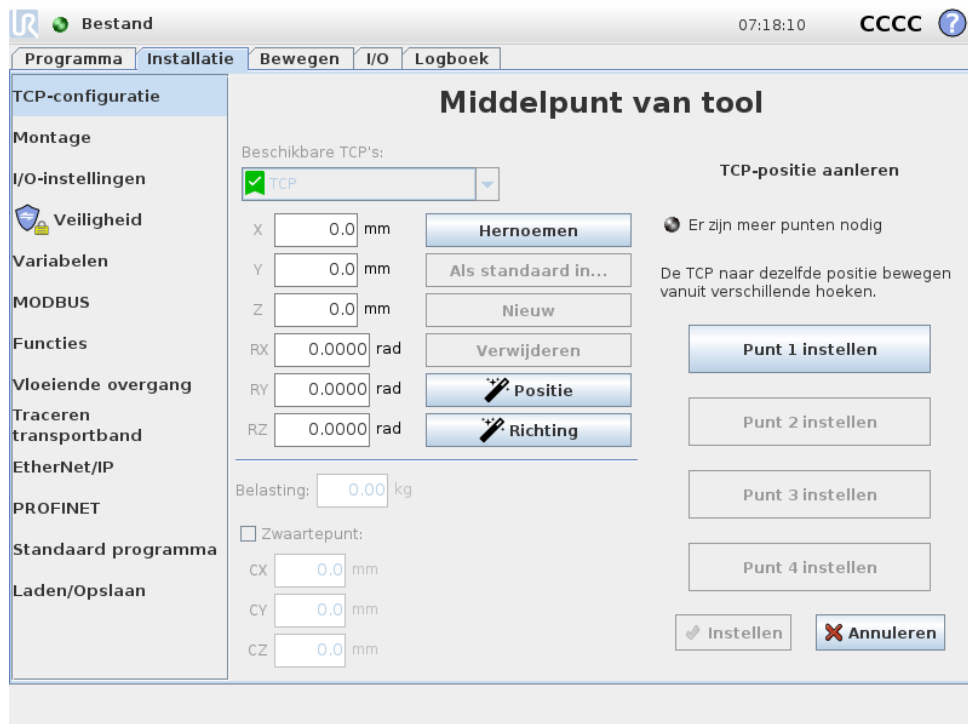 UR Bestand 07:18:10 CCCC ?
Programma Installatie Bewegen I/O Logboek
TCP-configuratie
Montage
I/O-instellingen
Veiligheid
Variabelen
MODBUS
Functies
Vloeiende overgang
Traceren
transportband
EtherNet/IP
PROFINET
Standaard programma
Laden/Opslaan
Middelpunt van tool
Beschikbare TCP's:
TCP
X 0.0 mm Hernoemen
Y 0.0 mm Als standaard in...
Z 0.0 mm Nieuw
RX 0.0000 rad Verwijderen
RY 0.0000 rad Positie
RZ 0.0000 rad Richting
Belasting: 0.00 kg
Zwaartepunt:
CX 0.0 mm
CY 0.0 mm
CZ 0.0 mm
TCP-positie aanleren
Er zijn meer punten nodig
De TCP naar dezelfde positie bewegen
vanuit verschillende hoeken.
Punt 1 instellen
Punt 2 instellen
Punt 3 instellen
Punt 4 instellen
Instellen Annuleren